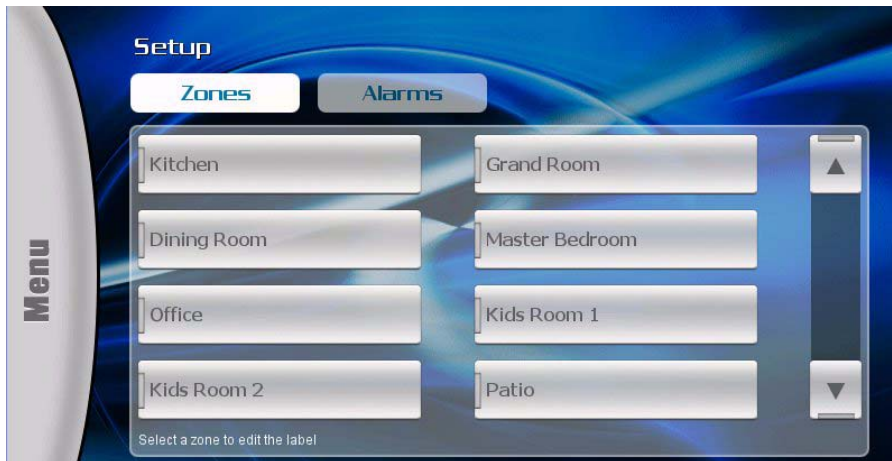 Setup
Zones Alarms
Kitchen Grand Room
Dining Room Master Bedroom
Office Kids Room 1
Kids Room 2 Patio
Select a zone to edit the label
Menu